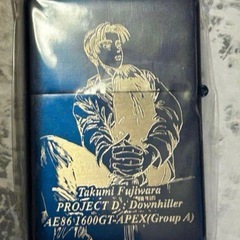 Takumi Fujiwara
PROJECT D : Downhiller
AE86 1600GT-APEX(Group A)